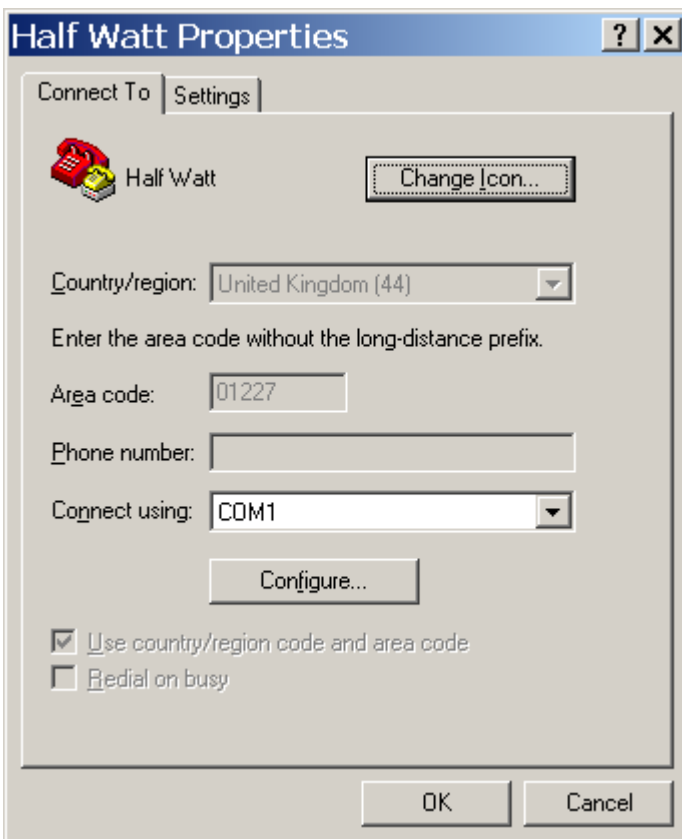 Half Watt Properties
Connect To Settings
Half Watt Change Icon...
Country/region: United Kingdom (44)
Enter the area code without the long-distance prefix.
Area code: 01227
Phone number:
Connect using: COM1
Configure...
Use country/region code and area code
Redial on busy
OK Cancel